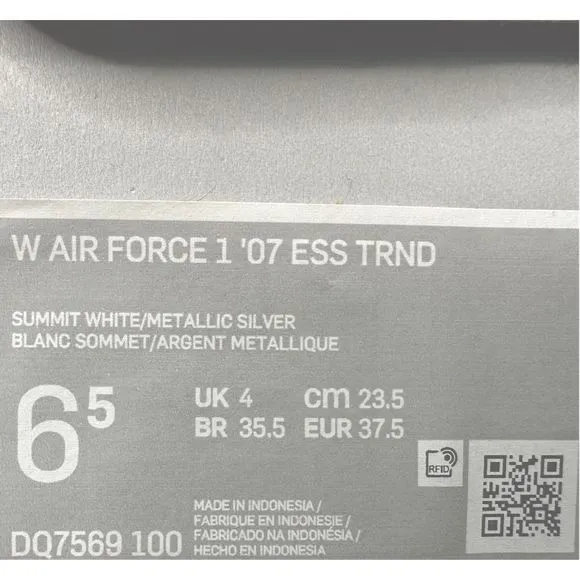 W AIR FORCE 1 '07 ESS TRND
SUMMIT WHITE/METALLIC SILVER
BLANC SOMMET/ARGENT METALLIQUE
6 5
UK 4 cm 23.5
BR 35.5 EUR 37.5
RFID
MADE IN INDONESIA /
FABRIQUE EN INDONESIE /
FABRICADO NA INDONÉSIA /
HECHO EN INDONESIA
DQ7569 100